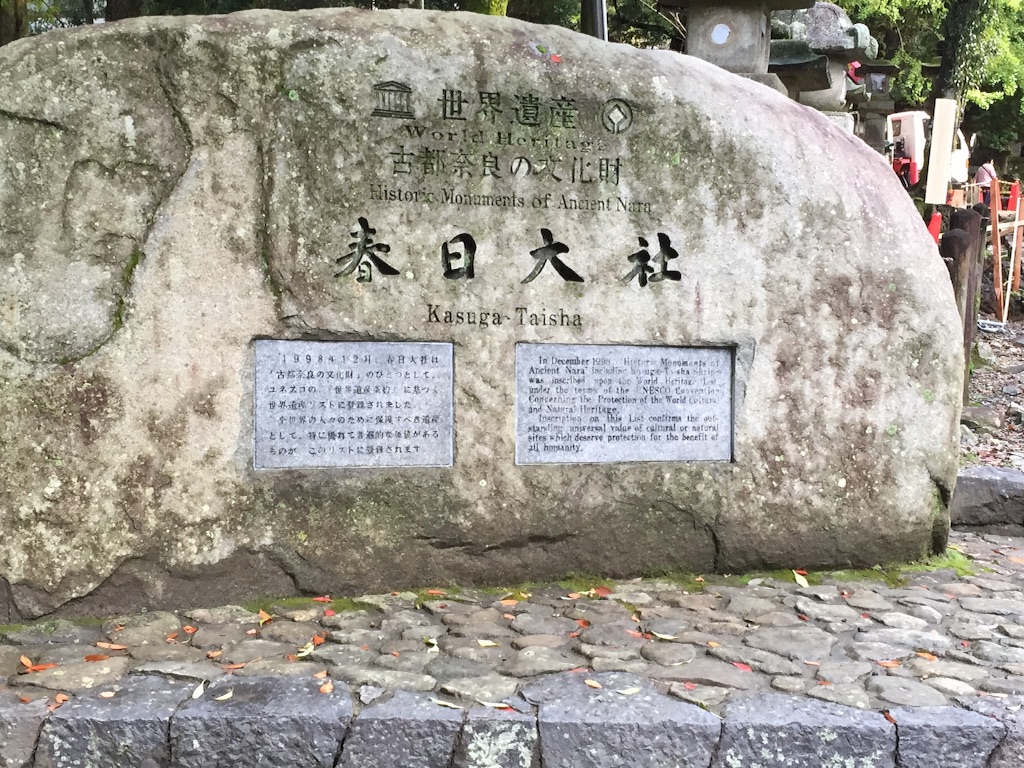 世界遺産
World Heritage
古都奈良の文化財
Historic Monuments of Ancient Nara
春日大社
Kasuga-Taisha
1998年12月、春日大社は
「古都奈良の文化財」のひとつとして、
ユネスコの、「世界遺産条約」に基づく
世界遺産リストに登録されました。
全世界の人々のために保護すべき遺産
として、特に優れて普遍的な価値がある
ものが、このリストに登録されます
In December 1998, "Historic Monuments of
Ancient Nara" including Kasuga-Taisha Shrine
was inscribed upon the World Heritage List
under the terms of the UNESCO Convention
Concerning the Protection of the World Cultural
and Natural Heritage.
Inscription on this List confirms the out-
standing universal value of cultural or natural
sites which deserve protection for the benefit of
all humanity.